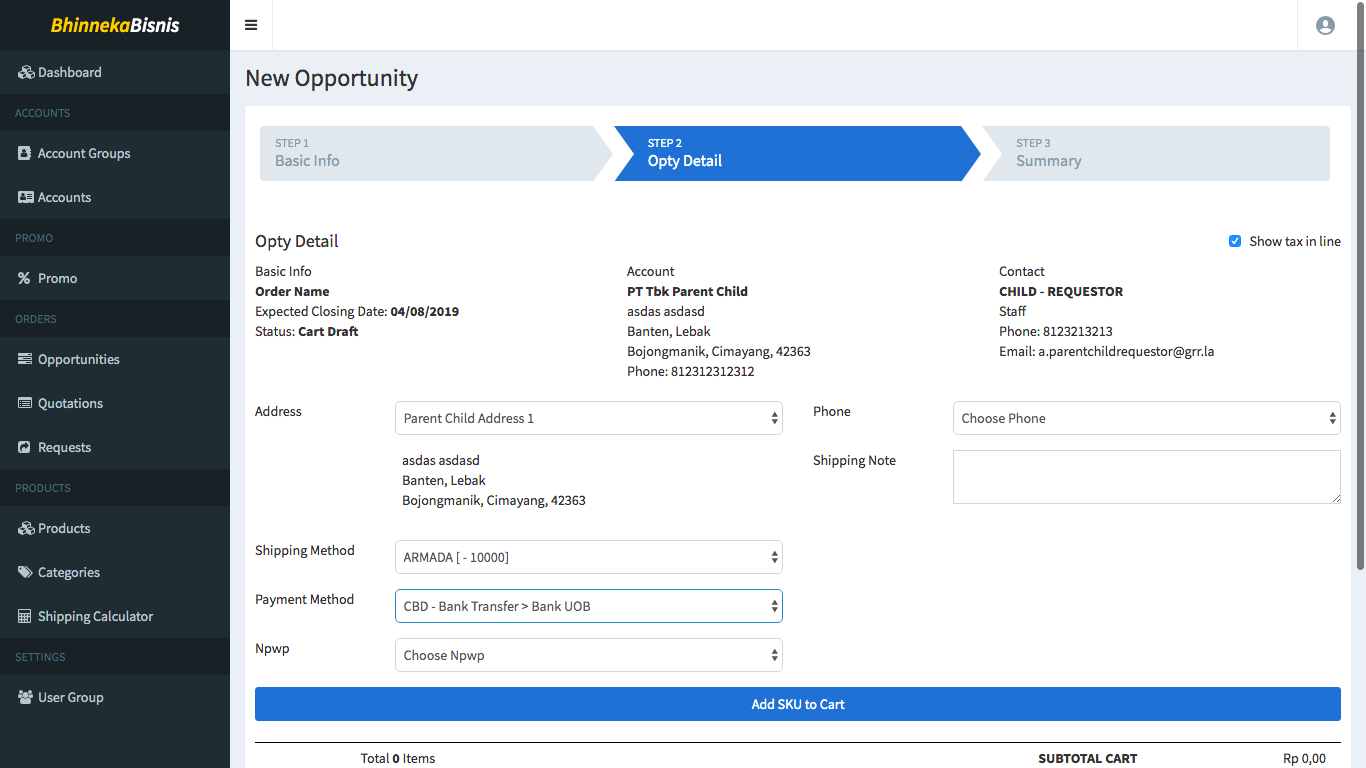 BhinnekaBisnis
Dashboard
ACCOUNTS
Account Groups
Accounts
PROMO
Promo
ORDERS
Opportunities
Quotations
Requests
PRODUCTS
Products
Categories
Shipping Calculator
SETTINGS
User Group
New Opportunity
STEP 1
Basic Info
STEP 2
Opty Detail
STEP 3
Summary
Opty Detail
Show tax in line
Basic Info
Order Name
Expected Closing Date: 04/08/2019
Status: Cart Draft
Account
PT Tbk Parent Child
asdas asdasd
Banten, Lebak
Bojongmanik, Cimayang, 42363
Phone: 812312312312
Contact
CHILD - REQUESTOR
Staff
Phone: 8123213213
Email: a.parentchildrequestor@grr.la
Address
Parent Child Address 1
asdas asdasd
Banten, Lebak
Bojongmanik, Cimayang, 42363
Phone
Choose Phone
Shipping Note
Shipping Method
ARMADA [ - 10000]
Payment Method
CBD - Bank Transfer > Bank UOB
Npwp
Choose Npwp
Add SKU to Cart
Total 0 Items
SUBTOTAL CART
Rp 0,00